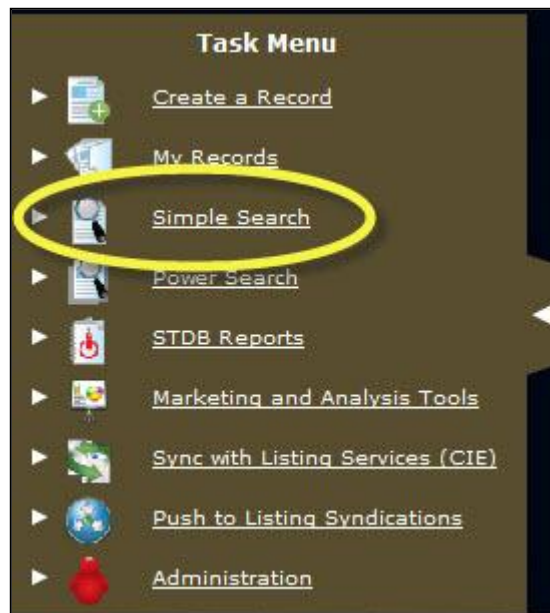 Task Menu
Create a Record
My Records
Simple Search
Power Search
STDB Reports
Marketing and Analysis Tools
Sync with Listing Services (CIE)
Push to Listing Syndications
Administration